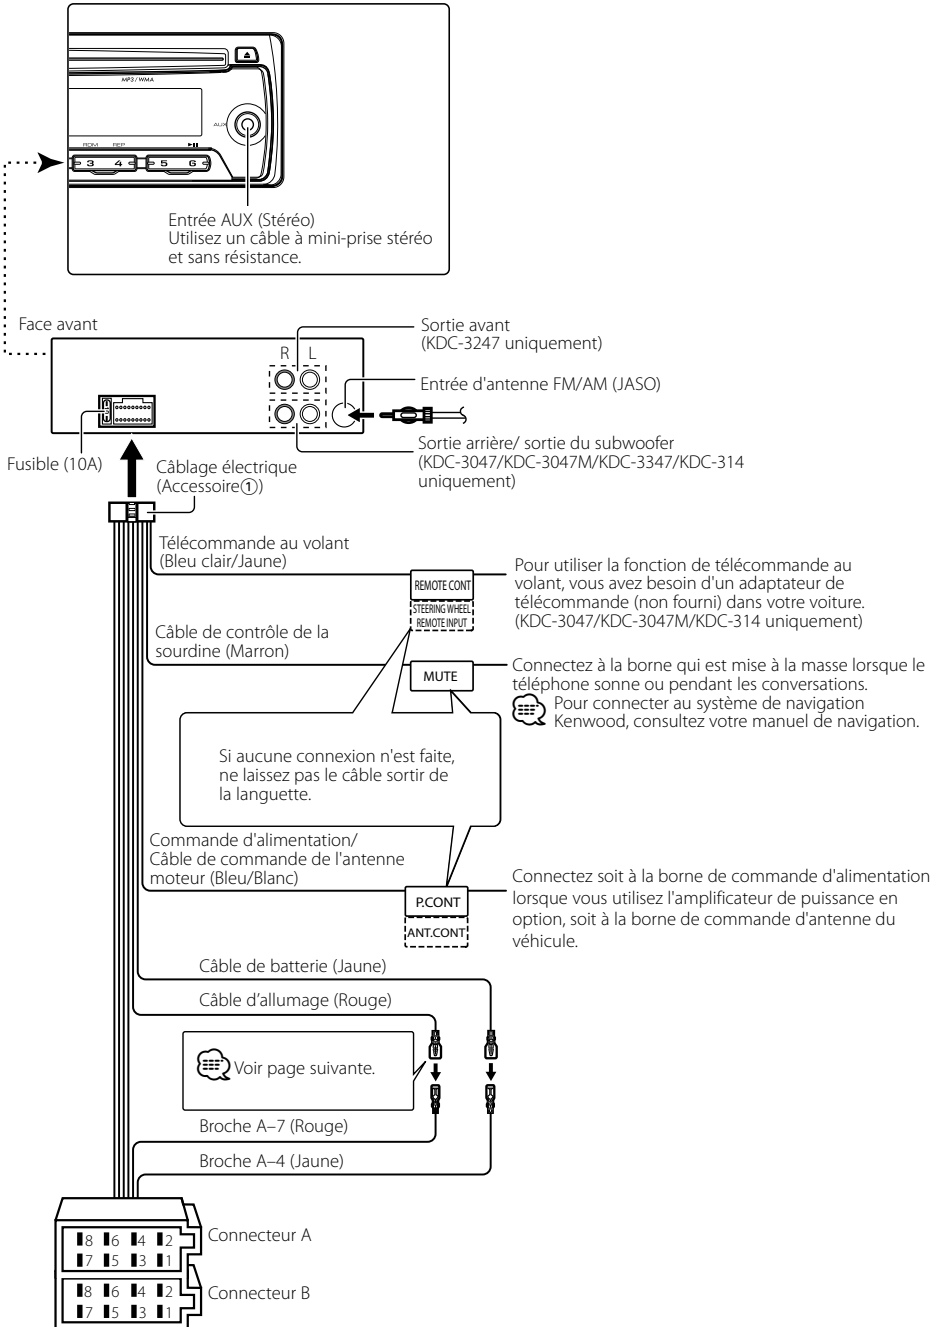 MP3/WMA
AUX
RDM REP ►II
3 4 5 6
Entrée AUX (Stéréo)
Utilisez un câble à mini-prise stéréo
et sans résistance.
Face avant
R L
Sortie avant
(KDC-3247 uniquement)
Entrée d'antenne FM/AM (JASO)
Sortie arrière/ sortie du subwoofer
(KDC-3047/KDC-3047M/KDC-3347/KDC-314
uniquement)
Fusible (10A)
Câblage électrique
(Accessoire①)
Télécommande au volant
(Bleu clair/Jaune)
REMOTE CONT
STEERING WHEEL
REMOTE INPUT
Pour utiliser la fonction de télécommande au
volant, vous avez besoin d'un adaptateur de
télécommande (non fourni) dans votre voiture.
(KDC-3047/KDC-3047M/KDC-314 uniquement)
Câble de contrôle de la
sourdine (Marron)
MUTE
Connectez à la borne qui est mise à la masse lorsque le
téléphone sonne ou pendant les conversations.
Pour connecter au système de navigation
Kenwood, consultez votre manuel de navigation.
Si aucune connexion n'est faite,
ne laissez pas le câble sortir de
la languette.
Commande d'alimentation/
Câble de commande de l'antenne
moteur (Bleu/Blanc)
P.CONT
ANT.CONT
Connectez soit à la borne de commande d'alimentation
lorsque vous utilisez l'amplificateur de puissance en
option, soit à la borne de commande d'antenne du
véhicule.
Câble de batterie (Jaune)
Câble d'allumage (Rouge)
Voir page suivante.
Broche A–7 (Rouge)
Broche A–4 (Jaune)
Connecteur A
8 6 4 2
7 5 3 1
Connecteur B
8 6 4 2
7 5 3 1